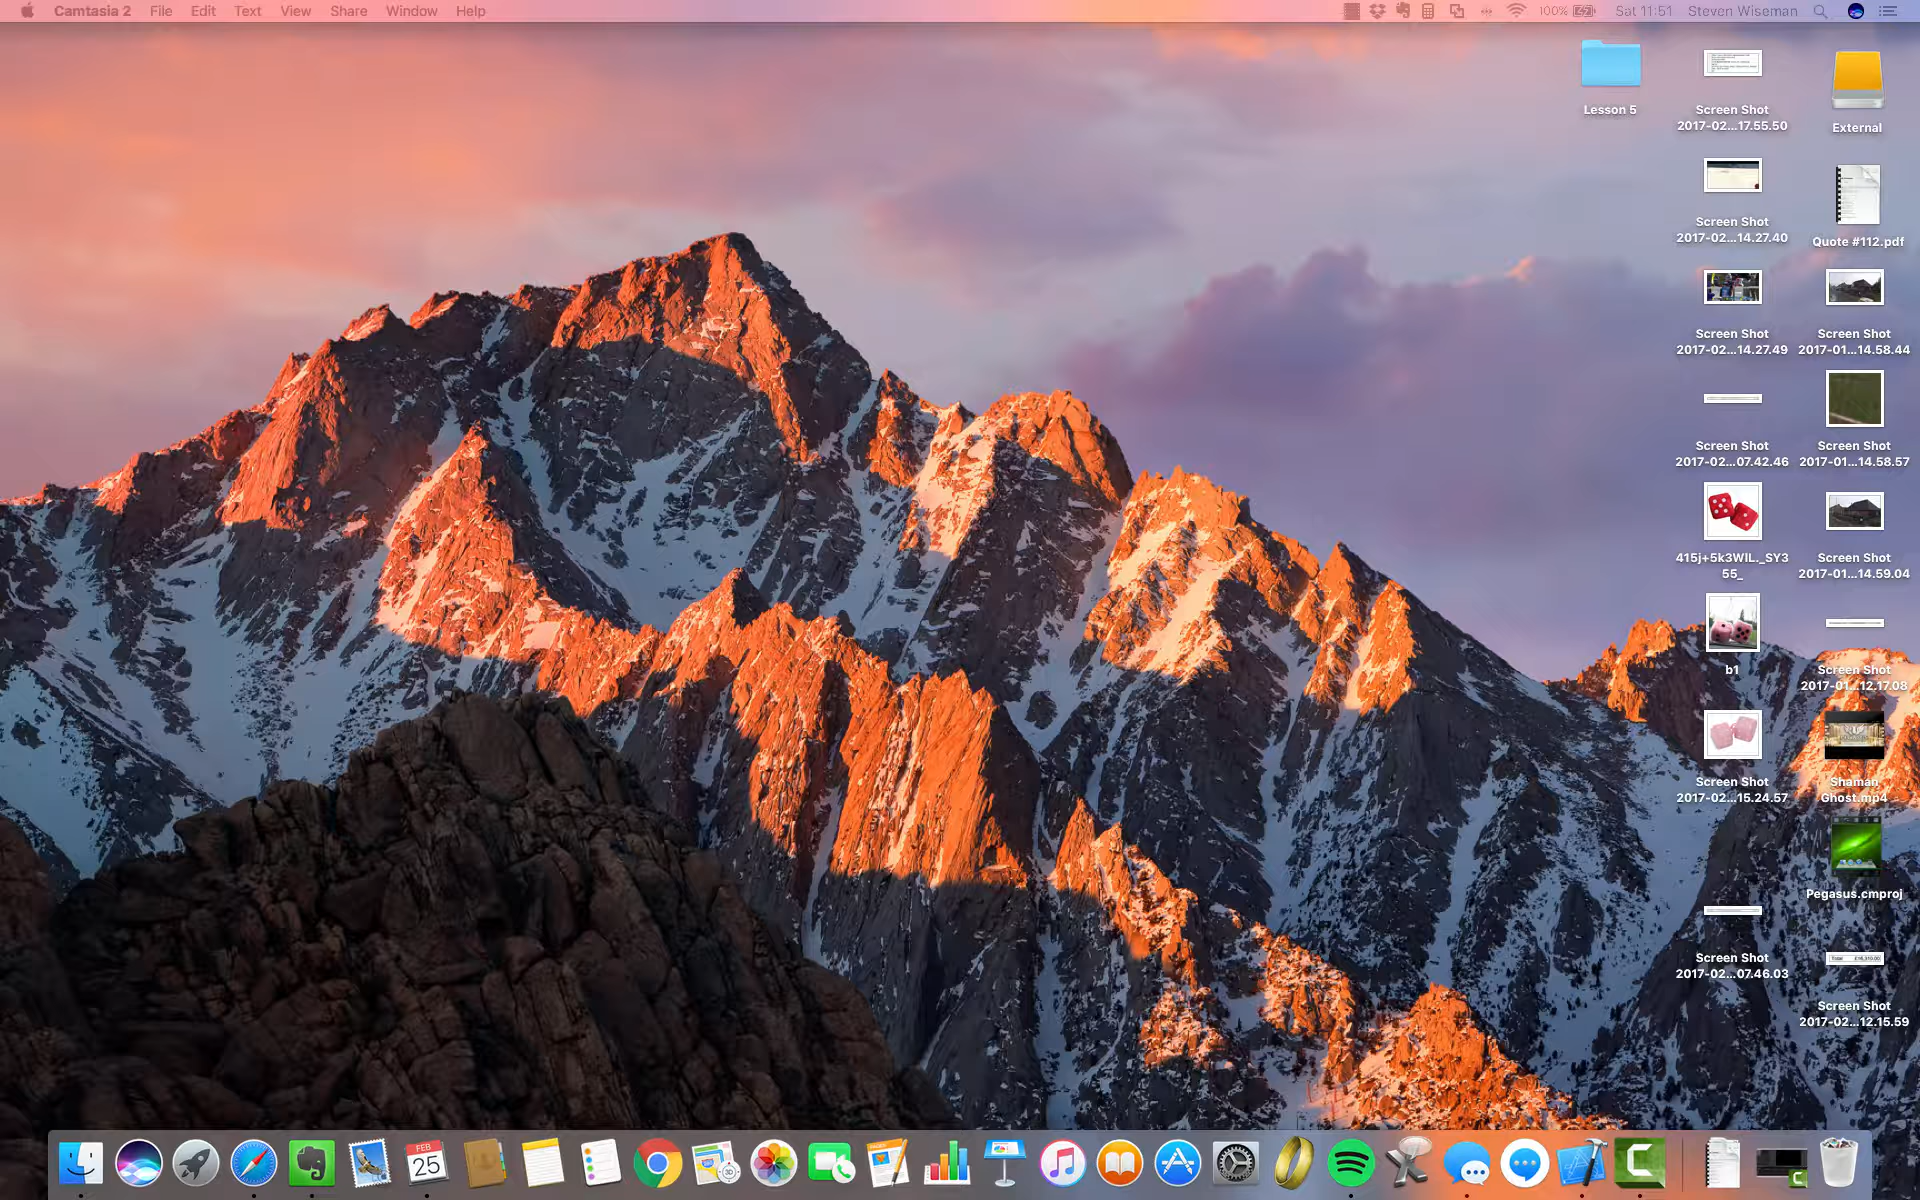 Camtasia 2 File Edit Text View Share Window Help 100% Sat 11:51 Steven Wiseman
Lesson 5
Screen Shot
2017-02...17.55.50
External
Screen Shot
2017-02...14.27.40
Quote #112.pdf
Screen Shot
2017-02...14.27.49
Screen Shot
2017-01...14.58.44
Screen Shot
2017-02...07.42.46
Screen Shot
2017-01...14.58.57
415j+5k3WIL._SY3
55_
Screen Shot
2017-01...14.59.04
b1
Screen Shot
2017-01...12.17.08
Screen Shot
2017-02...15.24.57
Shaman
Ghost.mp4
Pegasus.cmproj
Screen Shot
2017-02...07.46.03
Screen Shot
2017-02...12.15.59
FEB
25